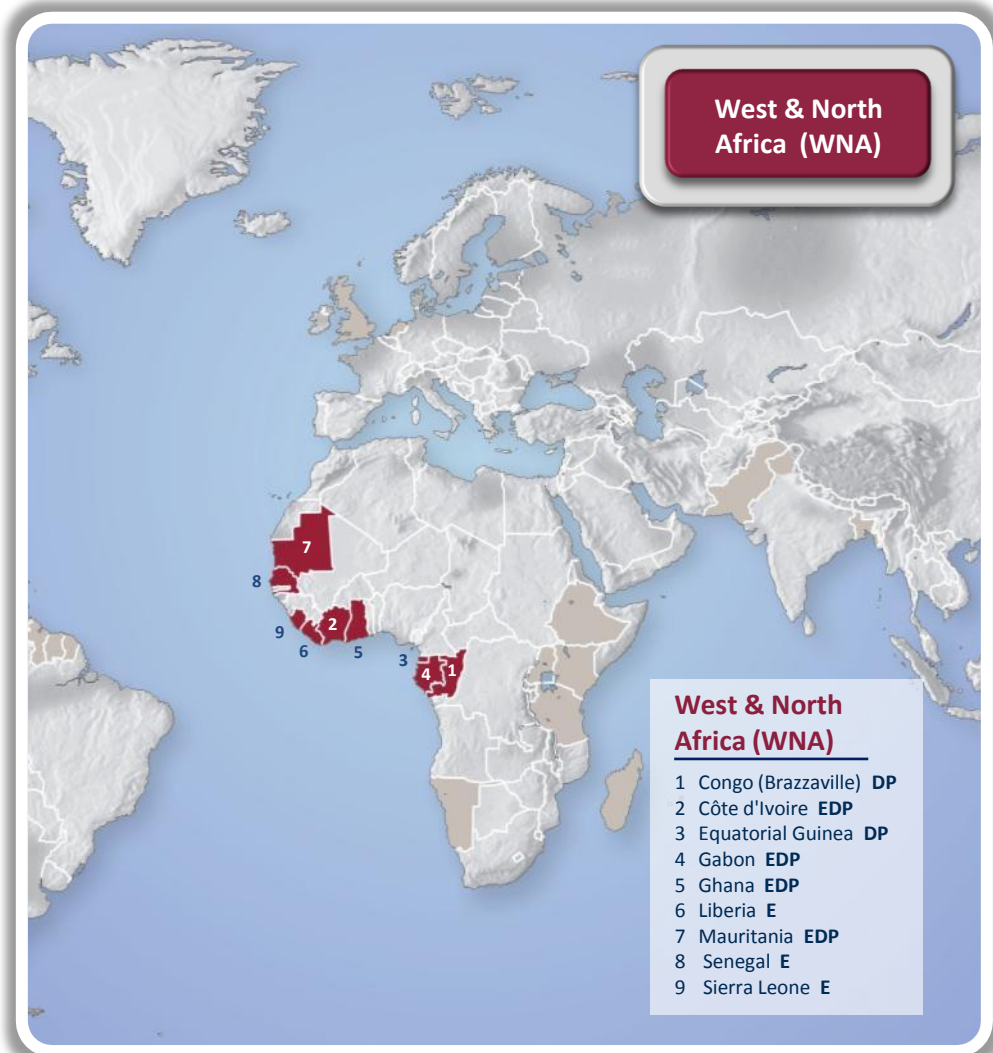 West & North
Africa (WNA)
7
8
9
2
6
5
3
4
1
West & North
Africa (WNA)
1 Congo (Brazzaville) DP
2 Côte d'Ivoire EDP
3 Equatorial Guinea DP
4 Gabon EDP
5 Ghana EDP
6 Liberia E
7 Mauritania EDP
8 Senegal E
9 Sierra Leone E